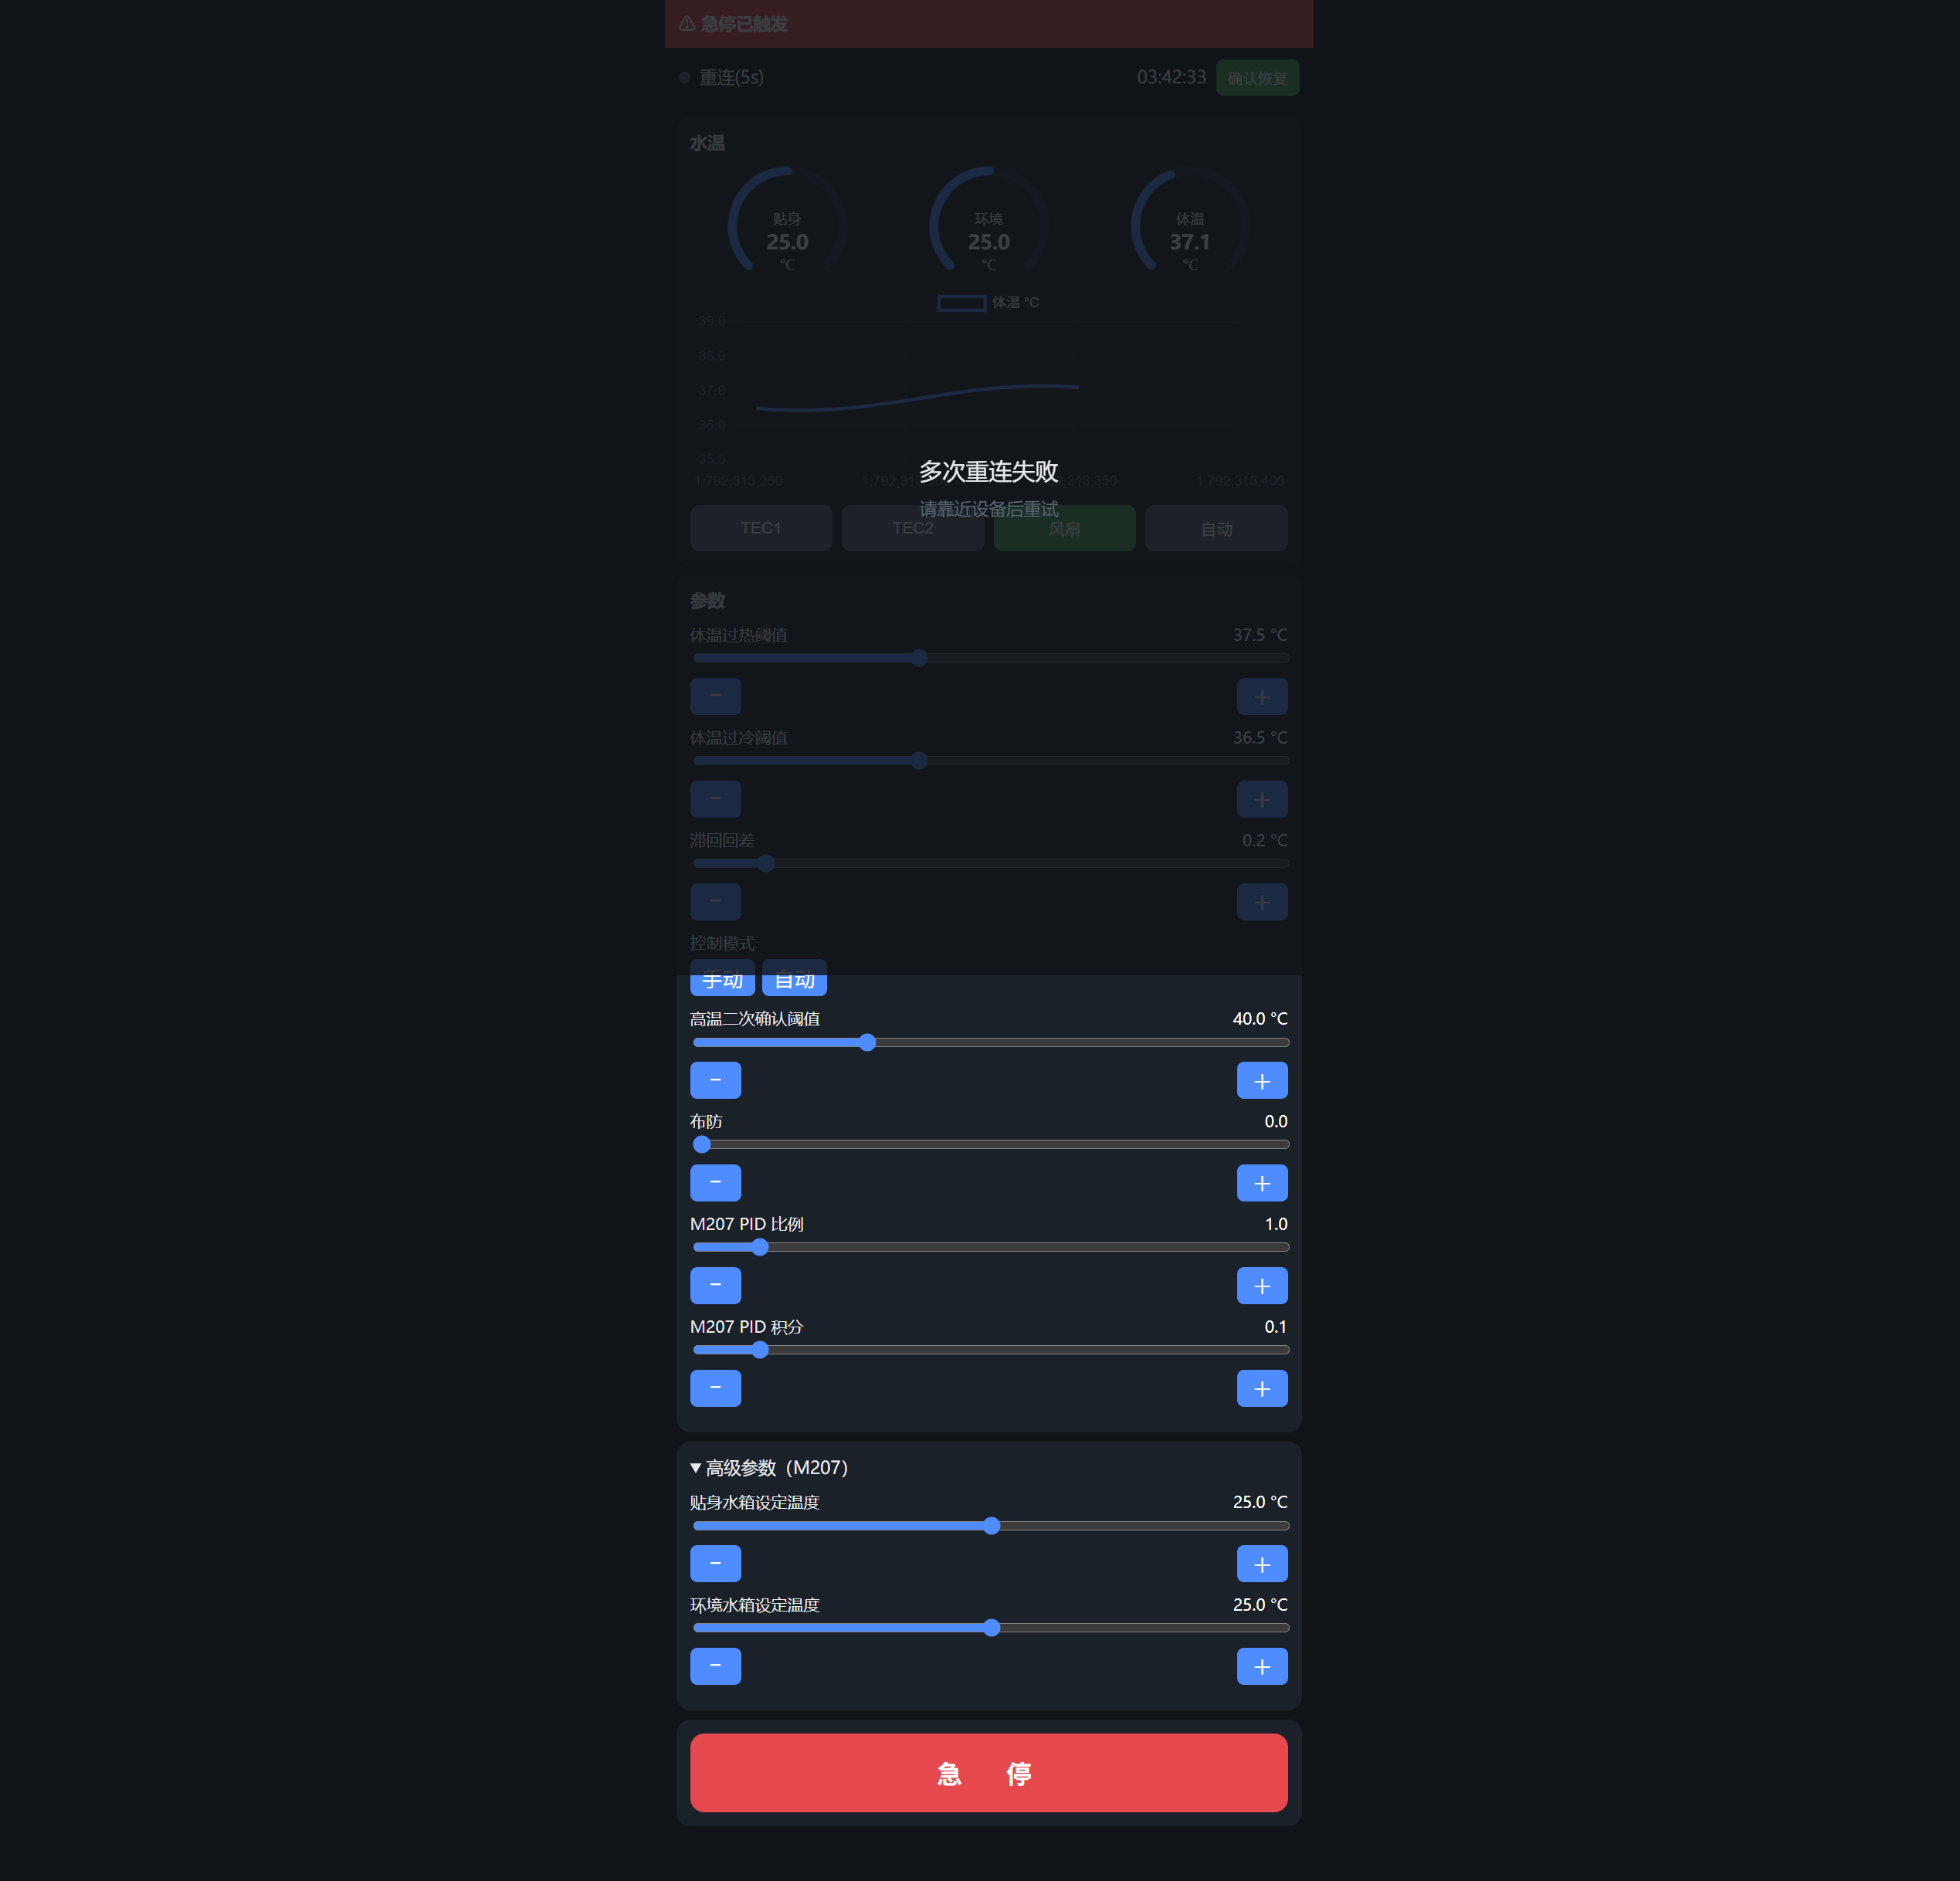 ⚠ 急停已触发
重连(5s) 03:42:33 确认恢复
水温
贴身 环境 体温
25.0 25.0 37.1
°C °C °C
体温 °C
39.0
38.0
37.0
36.0
35.0
1,792,313,250 1,792,31 313,350 1,792,313,400
多次重连失败
请靠近设备后重试
TEC1 TEC2 风扇 自动
参数
体温过热阈值 37.5 °C
− +
体温过冷阈值 36.5 °C
− +
滞回回差 0.2 °C
− +
控制模式
手动 自动
高温二次确认阈值 40.0 °C
− +
布防 0.0
− +
M207 PID 比例 1.0
− +
M207 PID 积分 0.1
− +
▼ 高级参数（M207）
贴身水箱设定温度 25.0 °C
− +
环境水箱设定温度 25.0 °C
− +
急 停